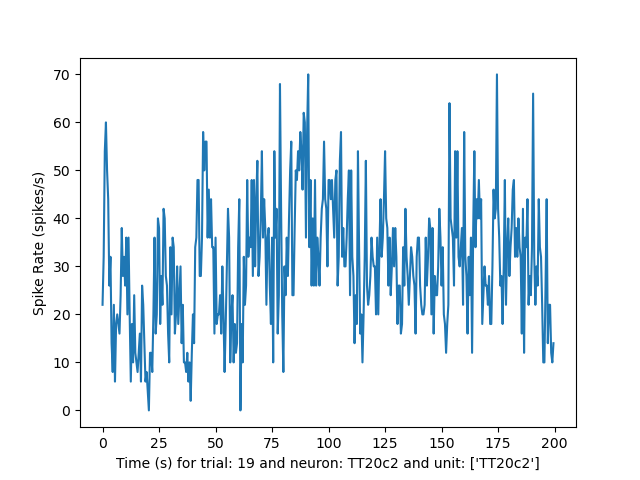 70
60
50
40
30
20
10
0
Spike Rate (spikes/s)
0 25 50 75 100 125 150 175 200
Time (s) for trial: 19 and neuron: TT20c2 and unit: ['TT20c2']